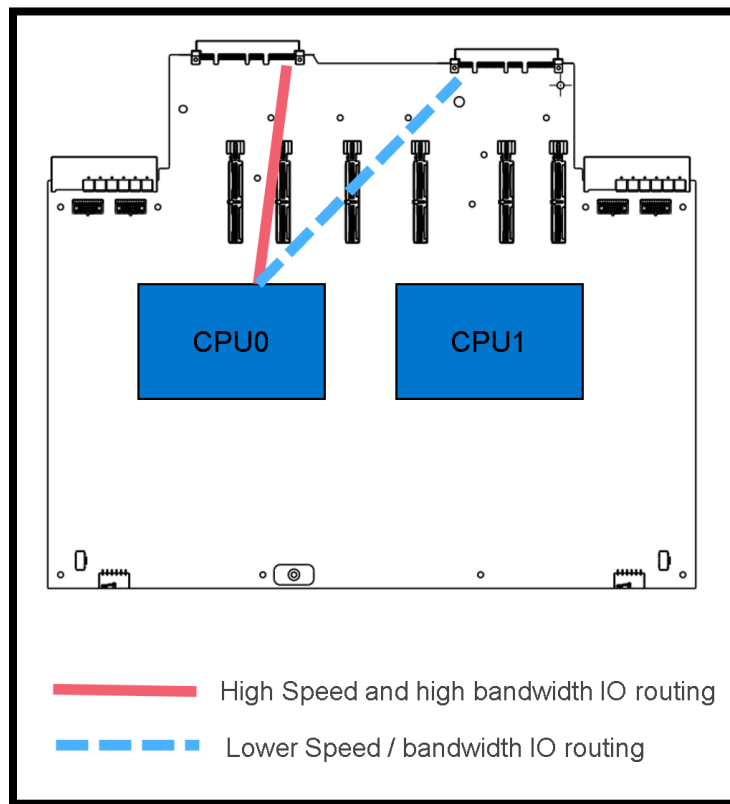 CPU0
CPU1
High Speed and high bandwidth IO routing
Lower Speed / bandwidth IO routing